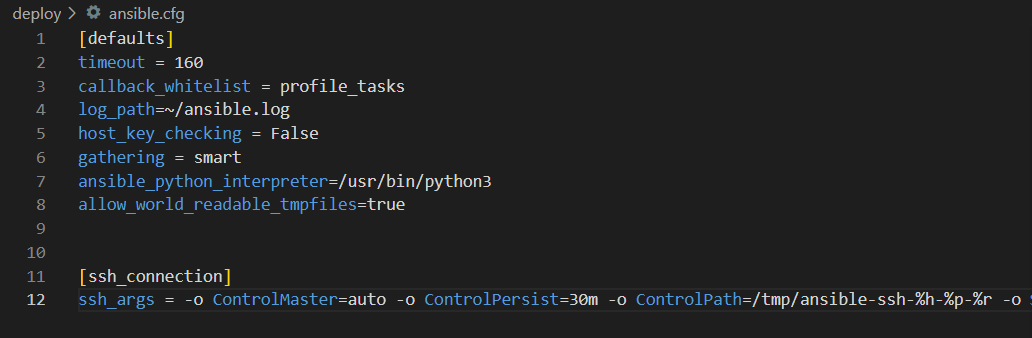 deploy > ansible.cfg
1 [defaults]
2 timeout = 160
3 callback_whitelist = profile_tasks
4 log_path=~/ansible.log
5 host_key_checking = False
6 gathering = smart
7 ansible_python_interpreter=/usr/bin/python3
8 allow_world_readable_tmpfiles=true
9
10
11 [ssh_connection]
12 ssh_args = -o ControlMaster=auto -o ControlPersist=30m -o ControlPath=/tmp/ansible-ssh-%h-%p-%r -o